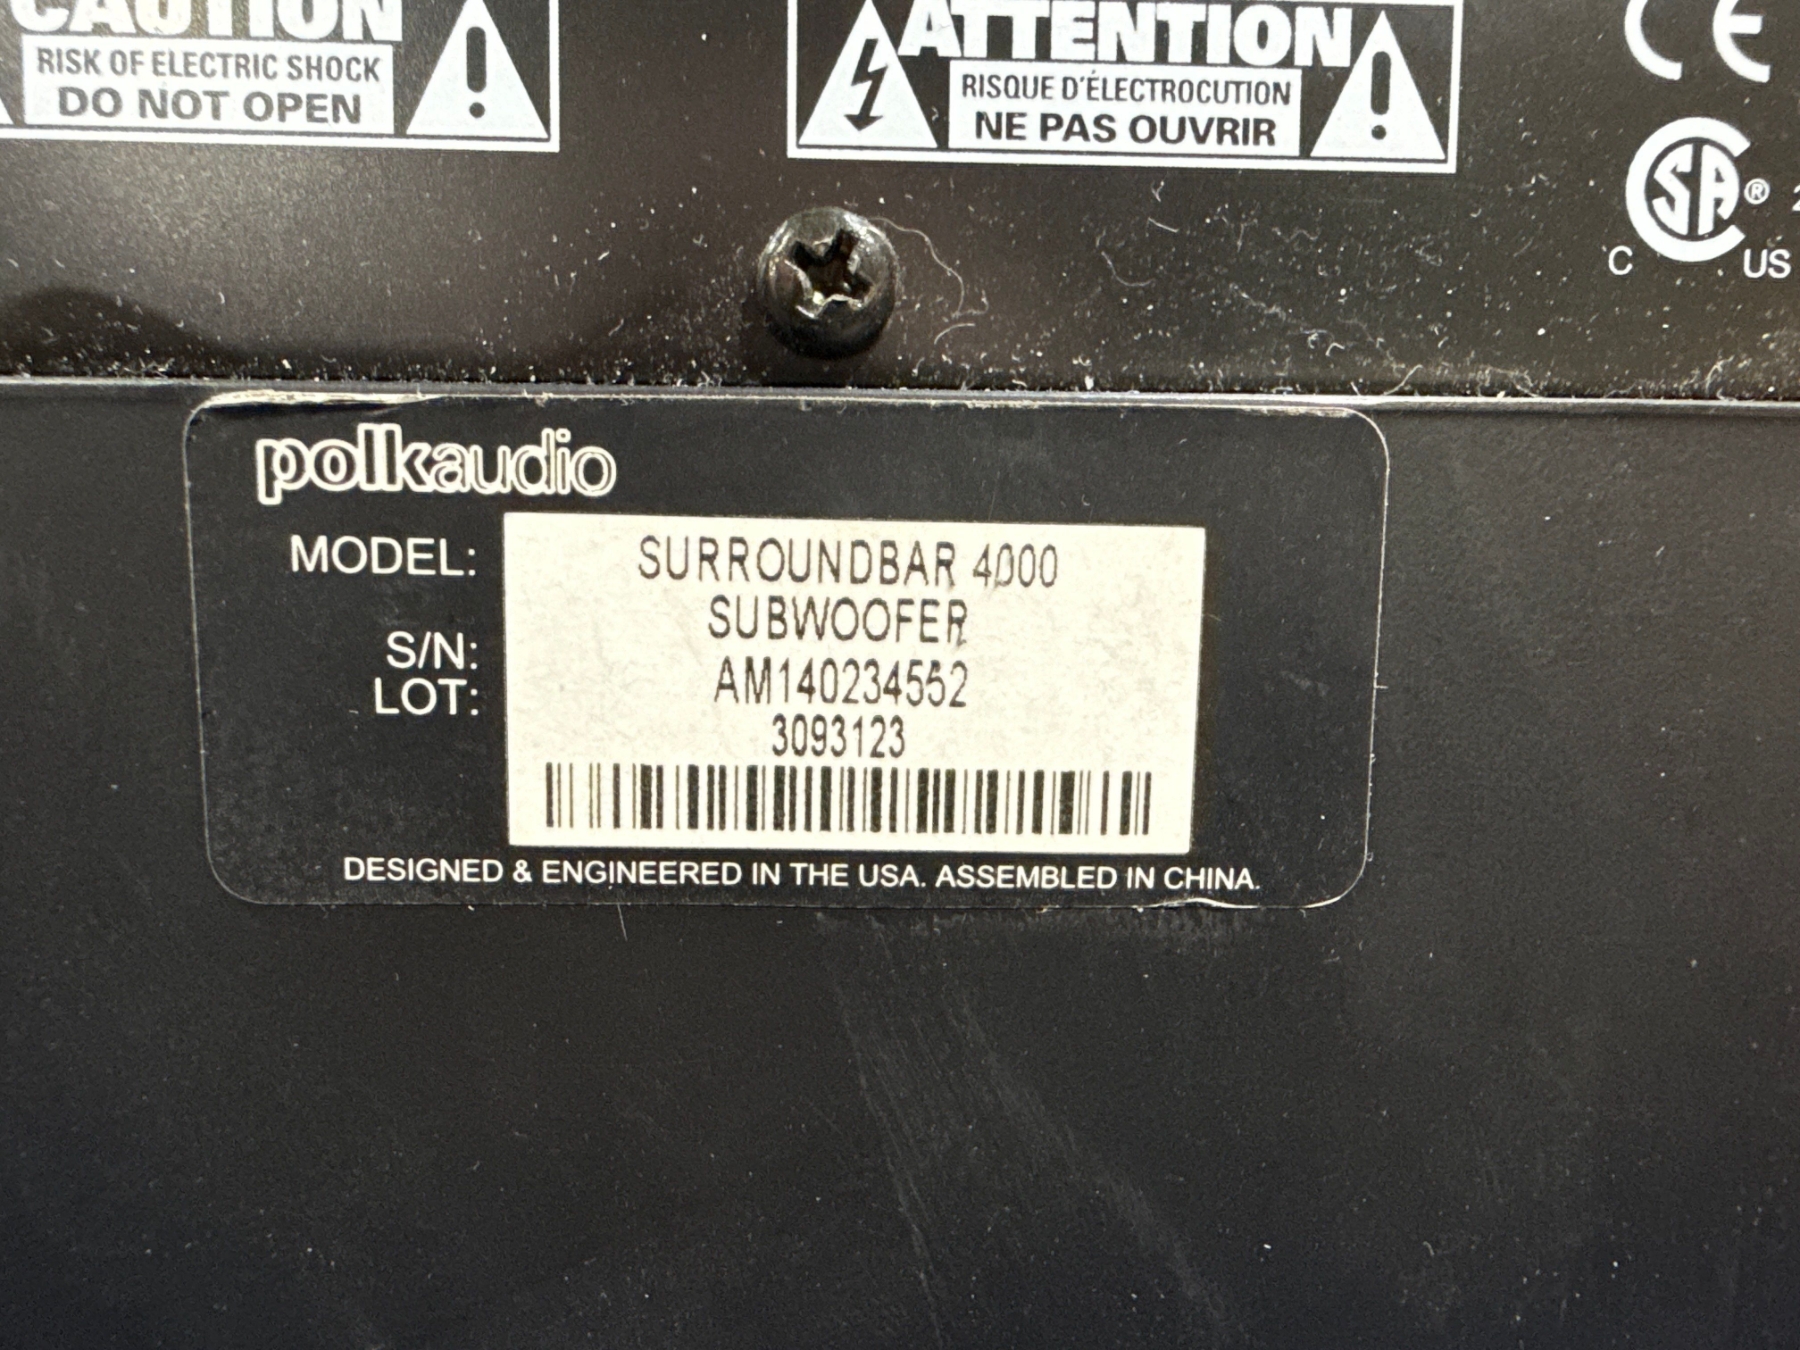 CAUTION
RISK OF ELECTRIC SHOCK
DO NOT OPEN
ATTENTION
RISQUE D'ÉLECTROCUTION
NE PAS OUVRIR
CE
SA®
C US
polkaudio
MODEL: SURROUNDBAR 4000
SUBWOOFER
S/N: AM140234552
LOT: 3093123
DESIGNED & ENGINEERED IN THE USA. ASSEMBLED IN CHINA.